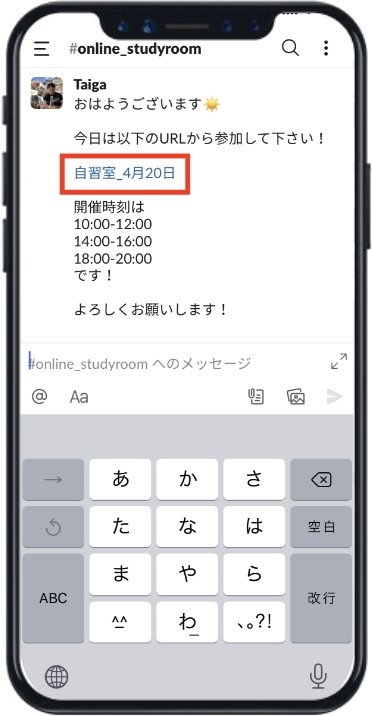 #online_studyroom
Taiga
おはようございます☀️
今日は以下のURLから参加して下さい！
自習室_4月20日
開催時刻は
10:00-12:00
14:00-16:00
18:00-20:00
です！
よろしくお願いします！
#online_studyroom へのメッセージ
@ Aa
→ あ か さ
た な は 空白
ま や ら
ABC 改行
^^ わ_ 、。?!